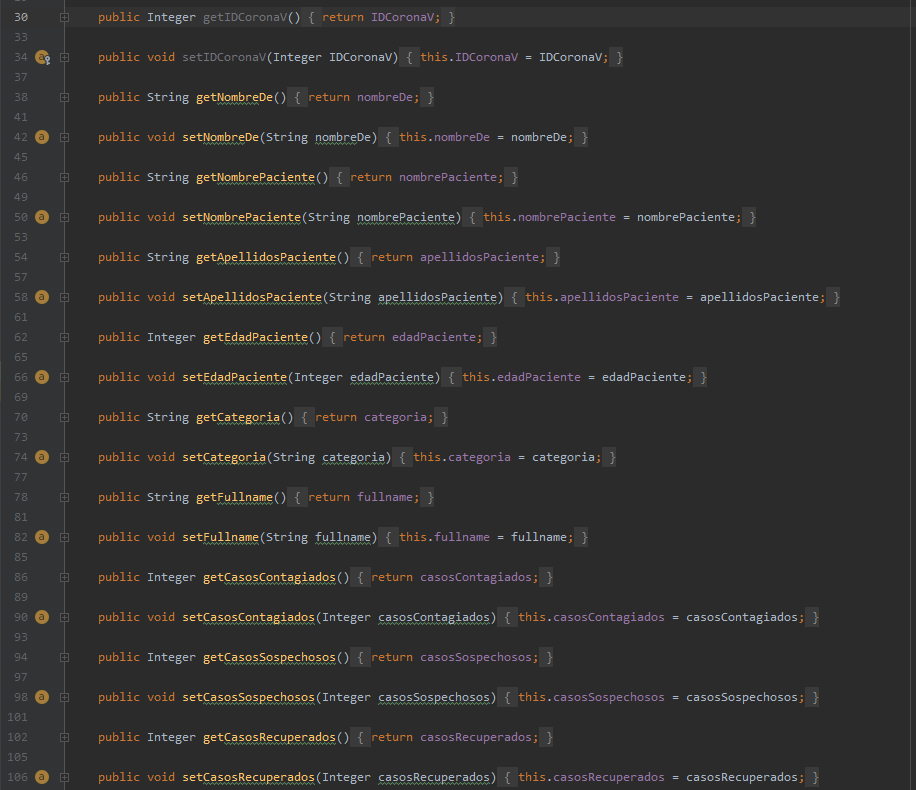 30 public Integer getIDCoronaV() { return IDCoronaV; }
33
34 a public void setIDCoronaV(Integer IDCoronaV) { this.IDCoronaV = IDCoronaV; }
37
38 public String getNombreDe() { return nombreDe; }
41
42 a public void setNombreDe(String nombreDe) { this.nombreDe = nombreDe; }
45
46 public String getNombrePaciente() { return nombrePaciente; }
49
50 a public void setNombrePaciente(String nombrePaciente) { this.nombrePaciente = nombrePaciente; }
53
54 public String getApellidosPaciente() { return apellidosPaciente; }
57
58 a public void setApellidosPaciente(String apellidosPaciente) { this.apellidosPaciente = apellidosPaciente; }
61
62 public Integer getEdadPaciente() { return edadPaciente; }
65
66 a public void setEdadPaciente(Integer edadPaciente) { this.edadPaciente = edadPaciente; }
69
70 public String getCategoria() { return categoria; }
73
74 a public void setCategoria(String categoria) { this.categoria = categoria; }
77
78 public String getFullname() { return fullname; }
81
82 a public void setFullname(String fullname) { this.fullname = fullname; }
85
86 public Integer getCasosContagiados() { return casosContagiados; }
89
90 a public void setCasosContagiados(Integer casosContagiados) { this.casosContagiados = casosContagiados; }
93
94 public Integer getCasosSospechosos() { return casosSospechosos; }
97
98 a public void setCasosSospechosos(Integer casosSospechosos) { this.casosSospechosos = casosSospechosos; }
101
102 public Integer getCasosRecuperados() { return casosRecuperados; }
105
106 a public void setCasosRecuperados(Integer casosRecuperados) { this.casosRecuperados = casosRecuperados; }